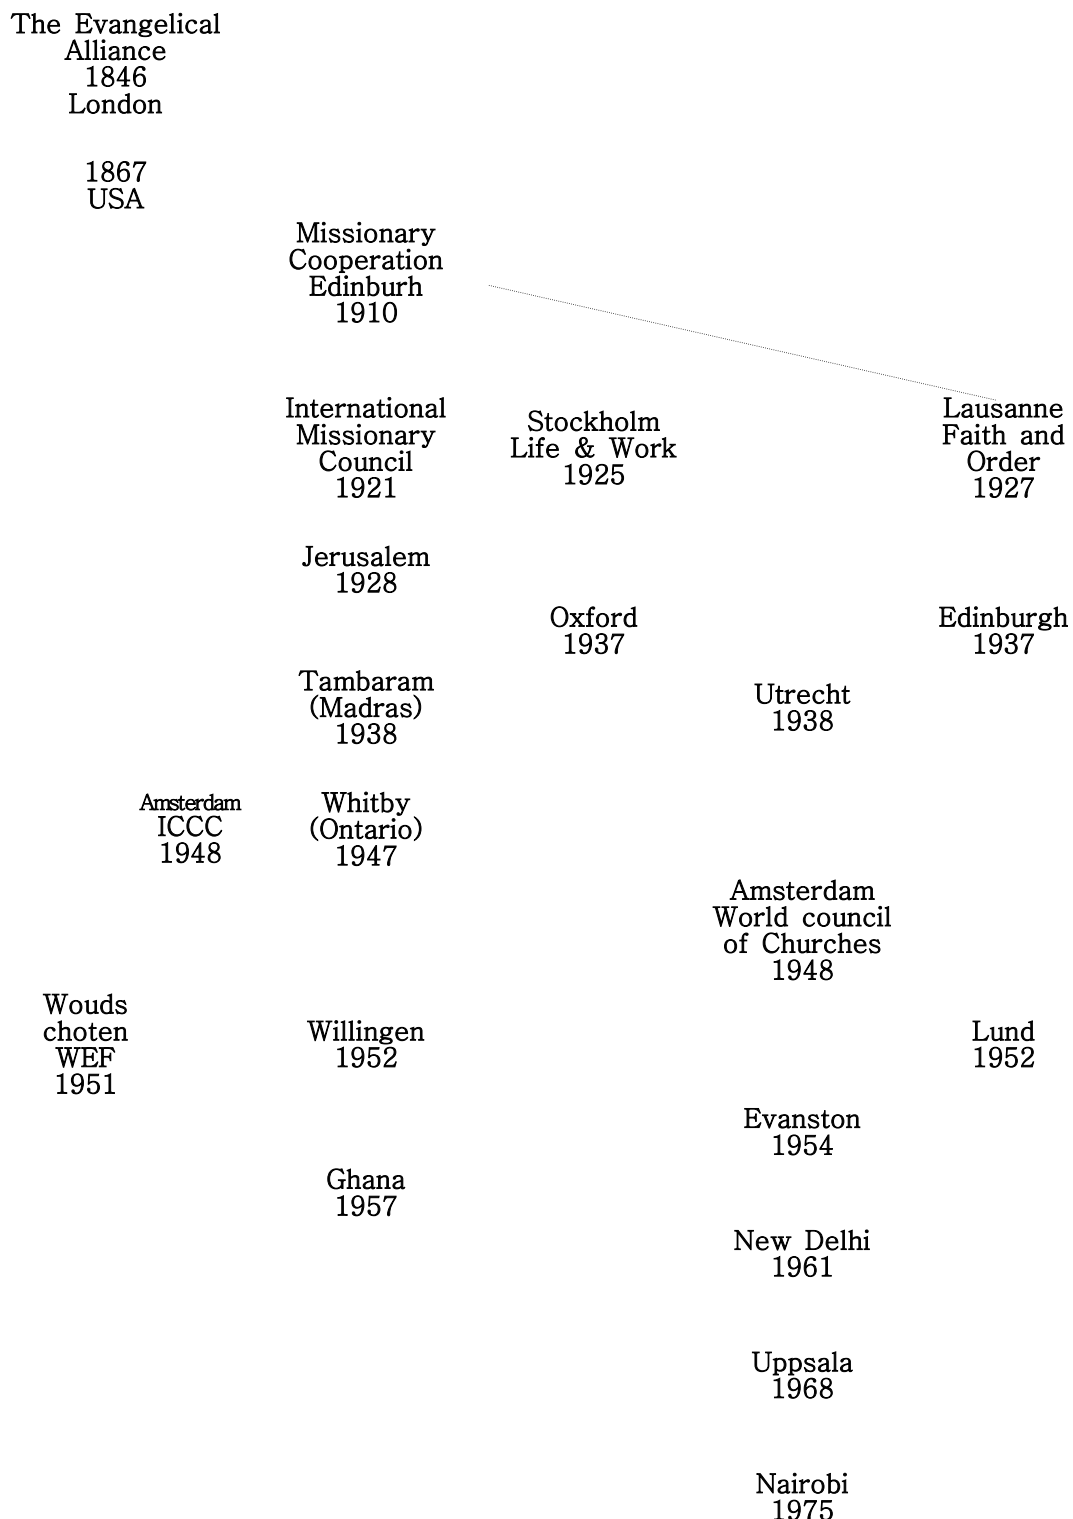 The Evangelical
Alliance
1846
London
1867
USA
Missionary
Cooperation
Edinburh
1910
International
Missionary
Council
1921
Stockholm
Life & Work
1925
Lausanne
Faith and
Order
1927
Jerusalem
1928
Oxford
1937
Edinburgh
1937
Tambaram
(Madras)
1938
Utrecht
1938
Amsterdam
ICCC
1948
Whitby
(Ontario)
1947
Amsterdam
World council
of Churches
1948
Wouds
choten
WEF
1951
Willingen
1952
Lund
1952
Evanston
1954
Ghana
1957
New Delhi
1961
Uppsala
1968
Nairobi
1975